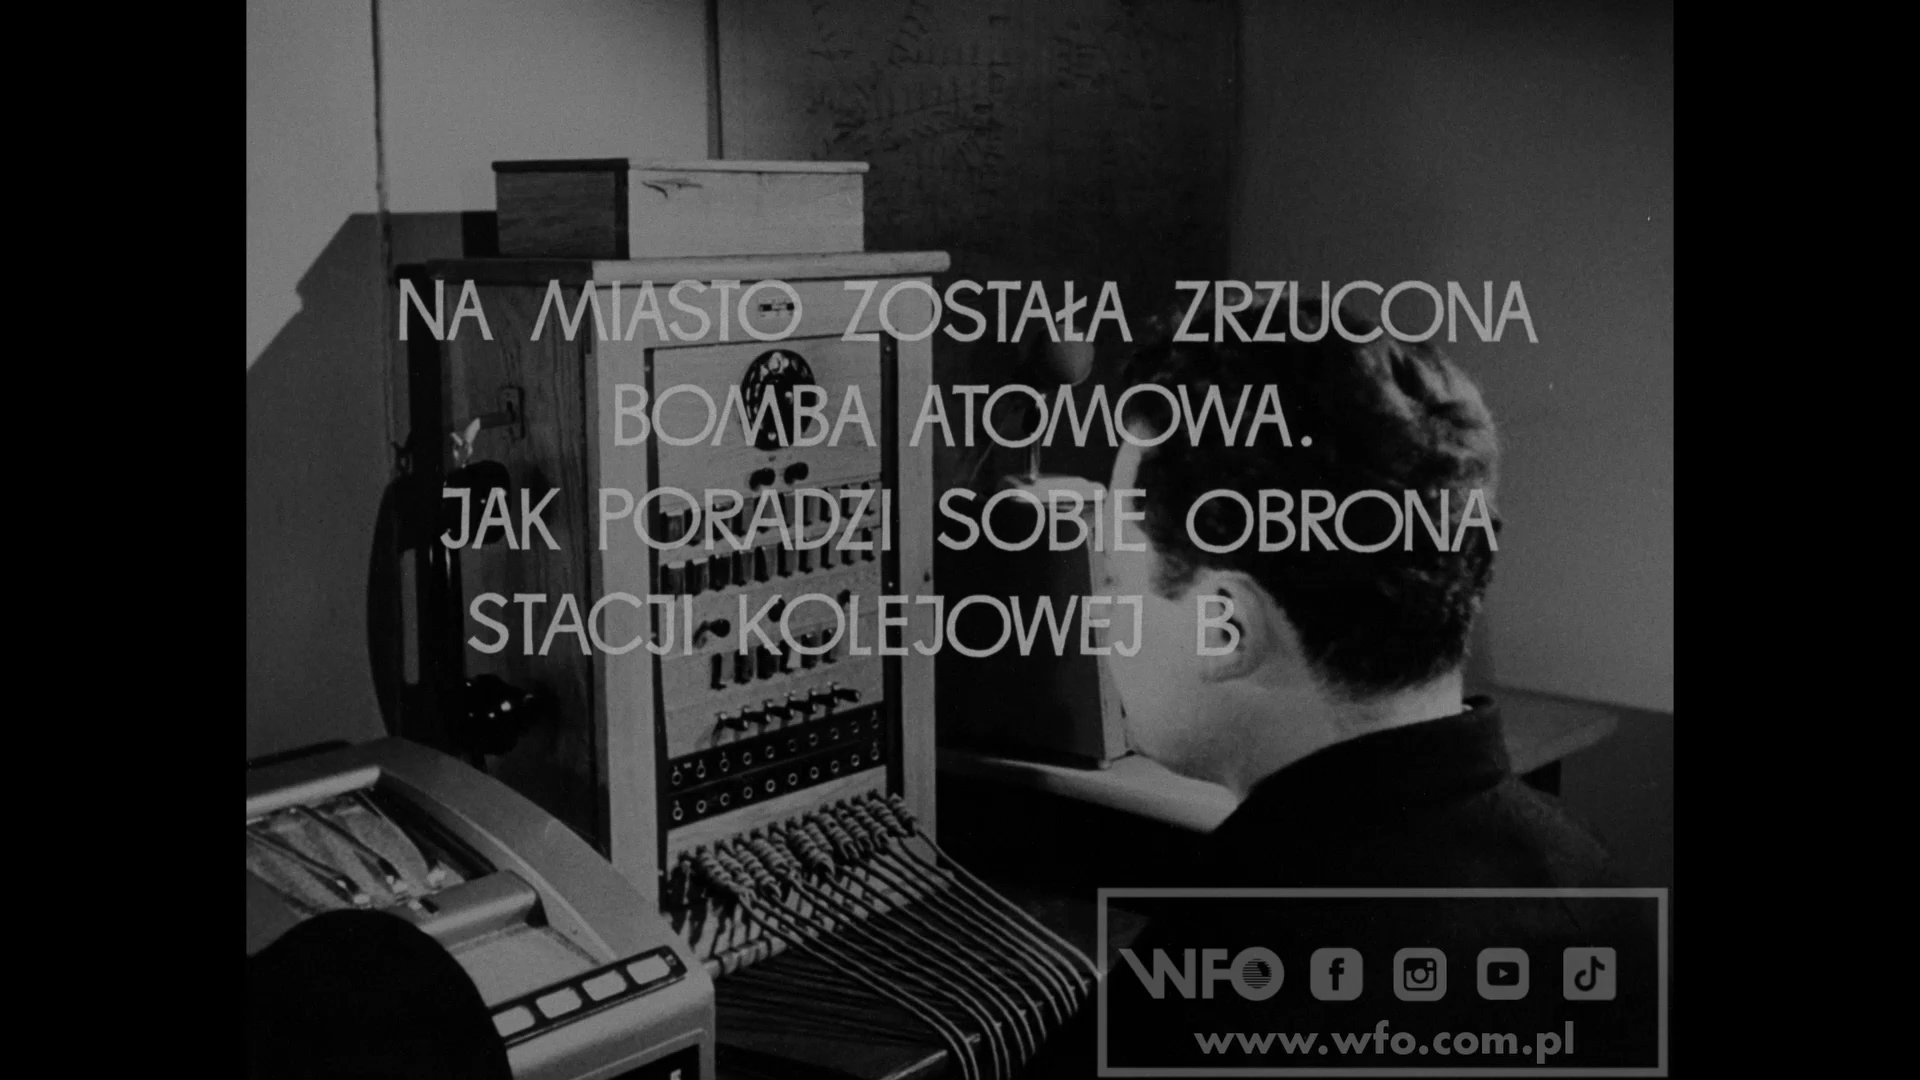 NA MIASTO ZOSTAŁA ZRZUCONA
BOMBA ATOMOWA.
JAK PORADZI SOBIE OBRONA
STACJI KOLEJOWEJ B
WFO
www.wfo.com.pl